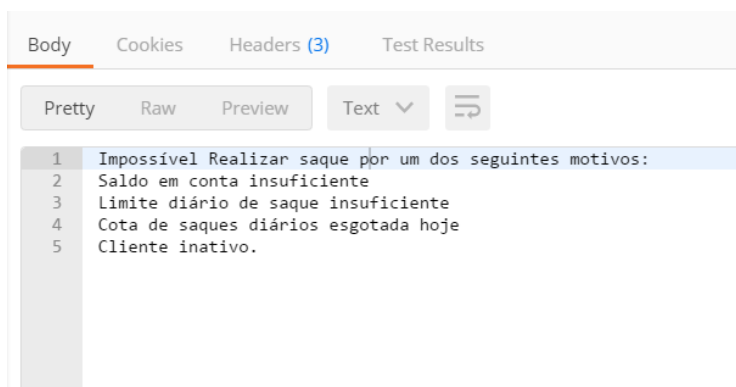 Body Cookies Headers (3) Test Results
Pretty Raw Preview Text
1 Impossível Realizar saque por um dos seguintes motivos:
2 Saldo em conta insuficiente
3 Limite diário de saque insuficiente
4 Cota de saques diários esgotada hoje
5 Cliente inativo.